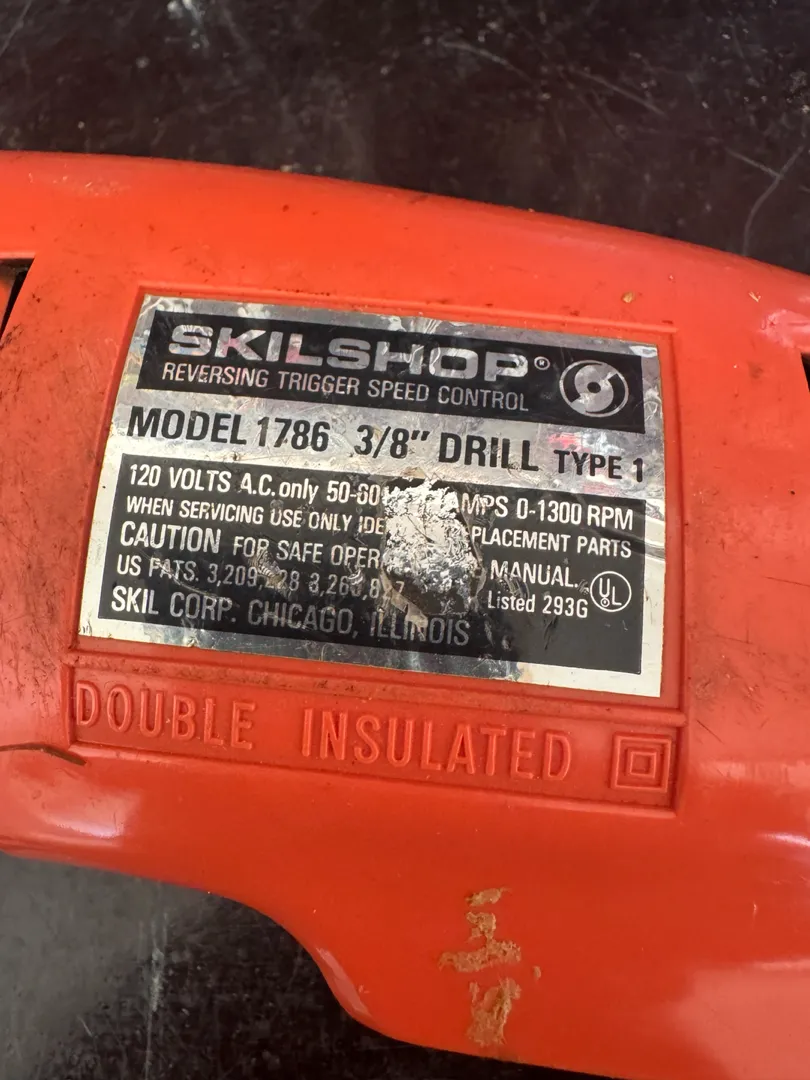 SKILSHOP®
REVERSING TRIGGER SPEED CONTROL
MODEL 1786 3/8" DRILL TYPE 1
120 VOLTS A.C. only 50-60 AMPS 0-1300 RPM
WHEN SERVICING USE ONLY PARTS
CAUTION FOR SAFE MANUAL.
US PATS.
UL
Listed 293G
SKIL CORP. CHICAGO, ILLINOIS
DOUBLE INSULATED